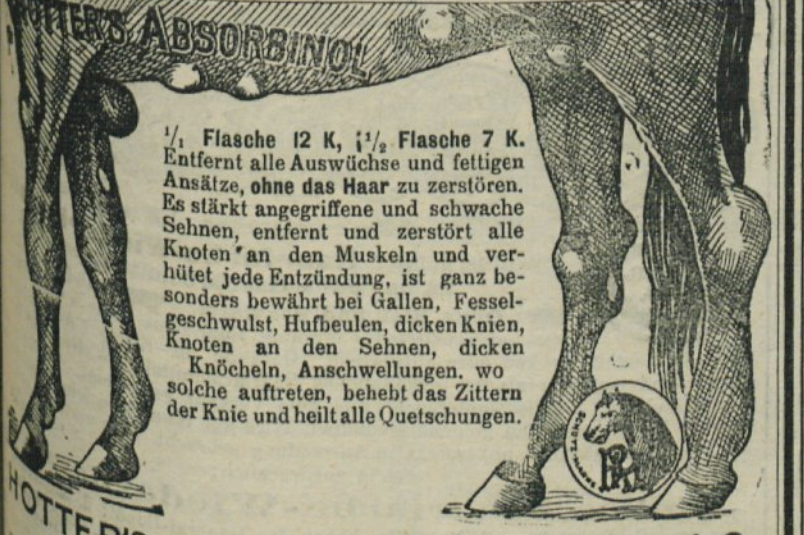 HOTTER'S ABSORBINOL
1/1 Flasche 12 K, 1/2 Flasche 7 K.
Entfernt alle Auswüchse und fettigen
Ansätze, ohne das Haar zu zerstören.
Es stärkt angegriffene und schwache
Sehnen, entfernt und zerstört alle
Knoten an den Muskeln und ver-
hütet jede Entzündung, ist ganz be-
sonders bewährt bei Gallen, Fessel-
geschwulst, Hufbeulen, dicken Knien,
Knoten an den Sehnen, dicken
Knöcheln, Anschwellungen. wo
solche auftreten, behebt das Zittern
der Knie und heilt alle Quetschungen.
HOTTER'S